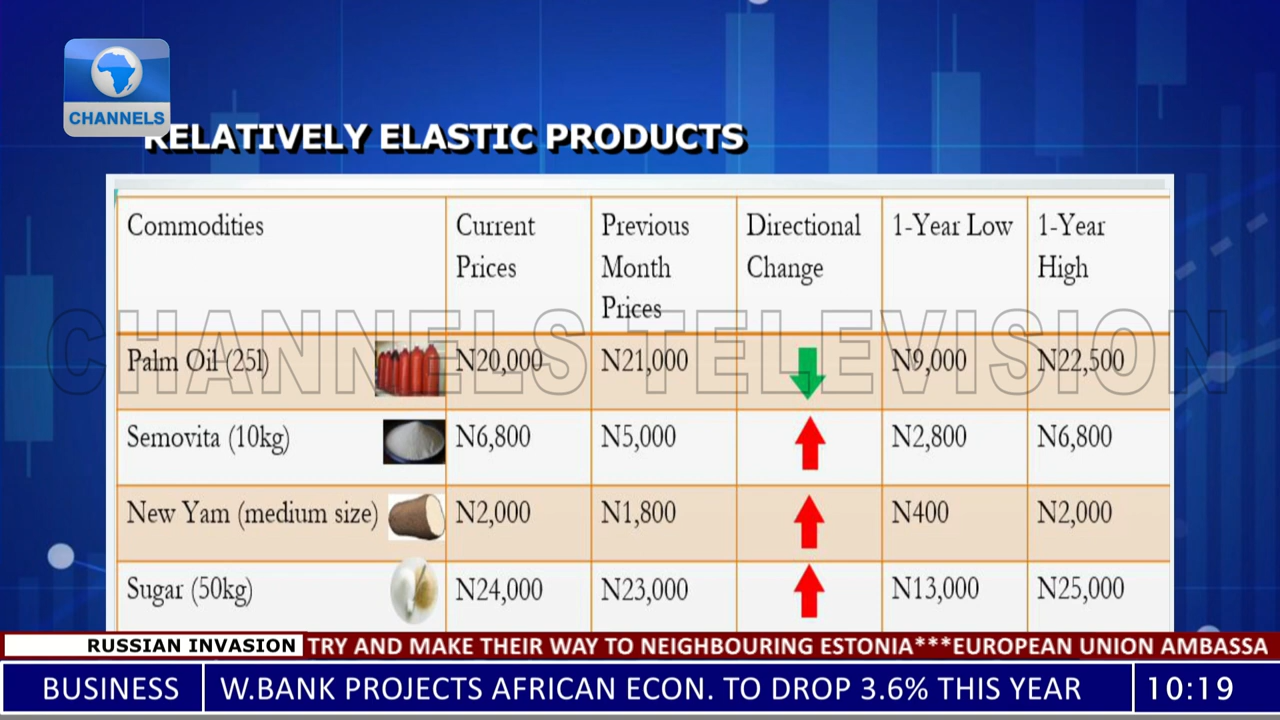 CHANNELS
RELATIVELY ELASTIC PRODUCTS
Commodities Current Prices Previous Month Prices Directional Change 1-Year Low 1-Year High
Palm Oil (25l) N20,000 N21,000 N9,000 N22,500
CHANNELS TELEVISION
Semovita (10kg) N6,800 N5,000 N2,800 N6,800
New Yam (medium size) N2,000 N1,800 N400 N2,000
Sugar (50kg) N24,000 N23,000 N13,000 N25,000
RUSSIAN INVASION TRY AND MAKE THEIR WAY TO NEIGHBOURING ESTONIA***EUROPEAN UNION AMBASSA
BUSINESS W.BANK PROJECTS AFRICAN ECON. TO DROP 3.6% THIS YEAR 10:19